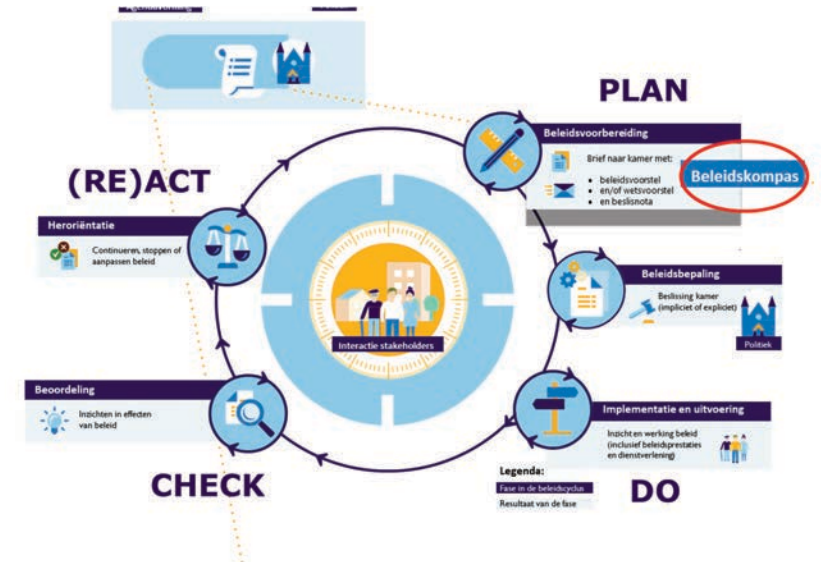 PLAN
Beleidsvoorbereiding
Brief naar kamer met:
• beleidsvoorstel
• en/of wetsvoorstel
• en beslisnota
Beleidskompas
(RE)ACT
Heroriëntatie
Continueren, stoppen of
aanpassen beleid
Beleidsbepaling
Beslissing kamer
(impliciet of expliciet)
Politiek
Interactie stakeholders
Beoordeling
Inzichten in effecten
van beleid
Implementatie en uitvoering
Inzicht en werking beleid
(inclusief beleidsprestaties
en dienstverlening)
CHECK
Legenda:
Fase in de beleidscyclus
Resultaat van de fase
DO